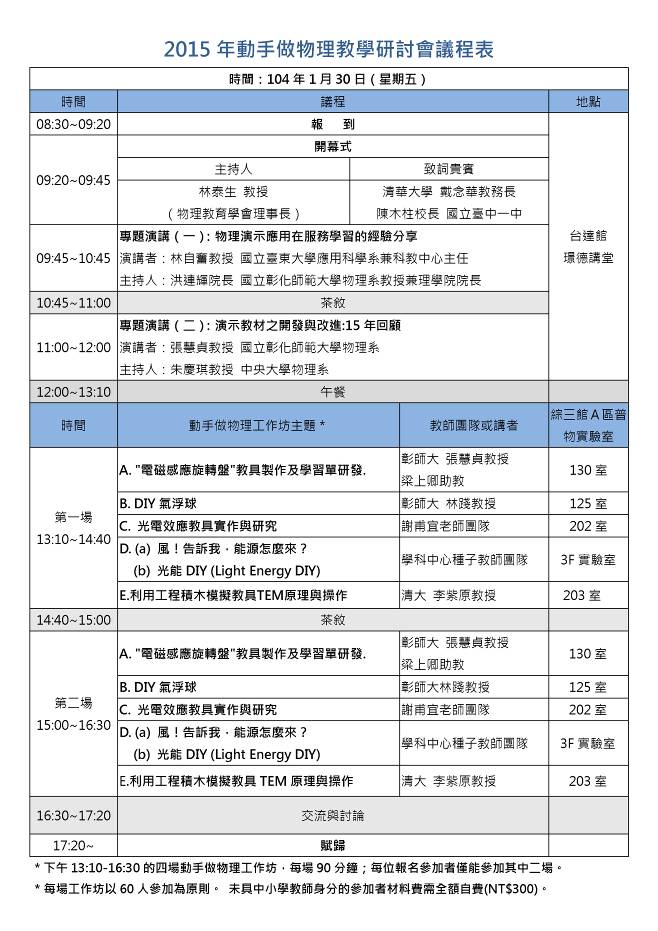 2015 年動手做物理教學研討會議程表
時間：104 年 1 月 30 日（星期五）
時間 議程 地點
08:30~09:20 報 到
09:20~09:45 開幕式
主持人 致詞貴賓
林泰生 教授 清華大學 戴念華教務長
（物理教育學會理事長） 陳木柱校長 國立臺中一中
台達館
璟德講堂
09:45~10:45 專題演講（一）：物理演示應用在服務學習的經驗分享
演講者：林自奮教授 國立臺東大學應用科學系兼科教中心主任
主持人：洪連輝院長 國立彰化師範大學物理系教授兼理學院院長
10:45~11:00 茶敘
11:00~12:00 專題演講（二）：演示教材之開發與改進:15 年回顧
演講者：張慧貞教授 國立彰化師範大學物理系
主持人：朱慶琪教授 中央大學物理系
12:00~13:10 午餐
時間 動手做物理工作坊主題 * 教師團隊或講者 綜三館 A 區普
物實驗室
第一場
13:10~14:40
A. "電磁感應旋轉盤"教具製作及學習單研發. 彰師大 張慧貞教授
梁上卿助教 130 室
B. DIY 氣浮球 彰師大 林踐教授 125 室
C. 光電效應教具實作與研究 謝甫宜老師團隊 202 室
D. (a) 風！告訴我，能源怎麼來？
(b) 光能 DIY (Light Energy DIY) 學科中心種子教師團隊 3F 實驗室
E.利用工程積木模擬教具TEM原理與操作 清大 李紫原教授 203 室
14:40~15:00 茶敘
第二場
15:00~16:30
A. "電磁感應旋轉盤"教具製作及學習單研發. 彰師大 張慧貞教授
梁上卿助教 130 室
B. DIY 氣浮球 彰師大林踐教授 125 室
C. 光電效應教具實作與研究 謝甫宜老師團隊 202 室
D. (a) 風！告訴我，能源怎麼來？
(b) 光能 DIY (Light Energy DIY) 學科中心種子教師團隊 3F 實驗室
E.利用工程積木模擬教具 TEM 原理與操作 清大 李紫原教授 203 室
16:30~17:20 交流與討論
17:20~ 賦歸
* 下午 13:10-16:30 的四場動手做物理工作坊，每場 90 分鐘；每位報名參加者僅能參加其中二場。
* 每場工作坊以 60 人參加為原則。 未具中小學教師身分的參加者材料費需全額自費(NT$300)。